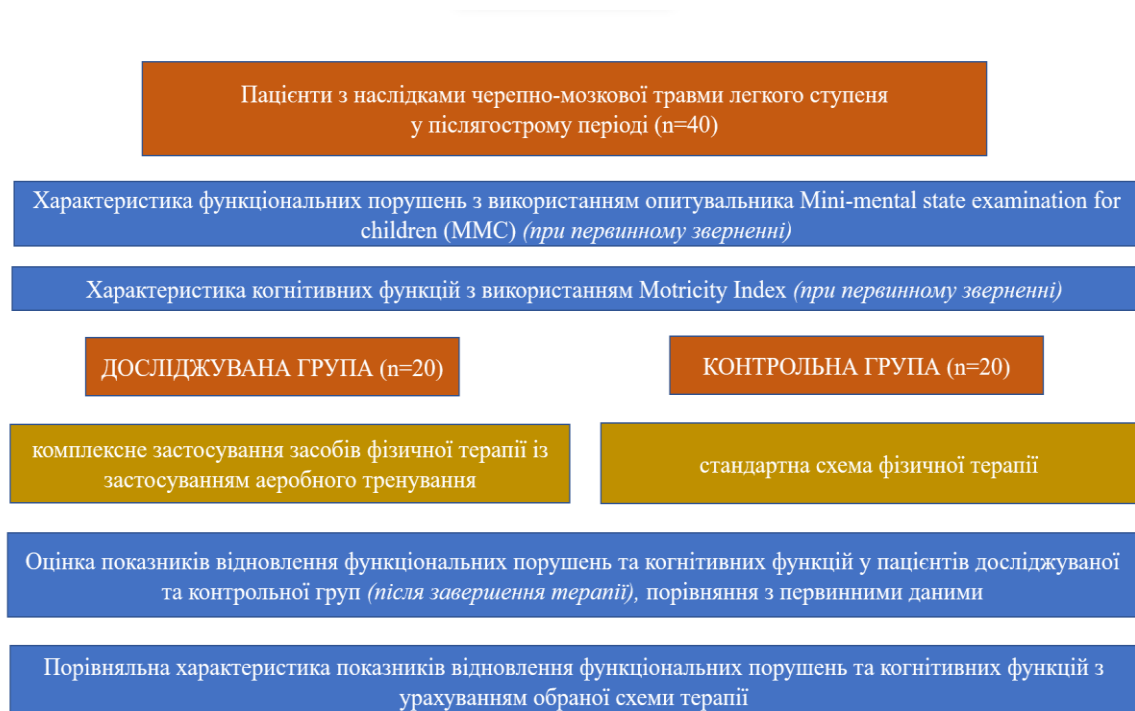 Пацієнти з наслідками черепно-мозкової травми легкого ступеня
у післягострому періоді (n=40)
Характеристика функціональних порушень з використанням опитувальника Mini-mental state examination for
children (MMC) (при первинному зверненні)
Характеристика когнітивних функцій з використанням Motricity Index (при первинному зверненні)
ДОСЛІДЖУВАНА ГРУПА (n=20)
КОНТРОЛЬНА ГРУПА (n=20)
комплексне застосування засобів фізичної терапії із
застосуванням аеробного тренування
стандартна схема фізичної терапії
Оцінка показників відновлення функціональних порушень та когнітивних функцій у пацієнтів досліджуваної
та контрольної груп (після завершення терапії), порівняння з первинними даними
Порівняльна характеристика показників відновлення функціональних порушень та когнітивних функцій з
урахуванням обраної схеми терапії